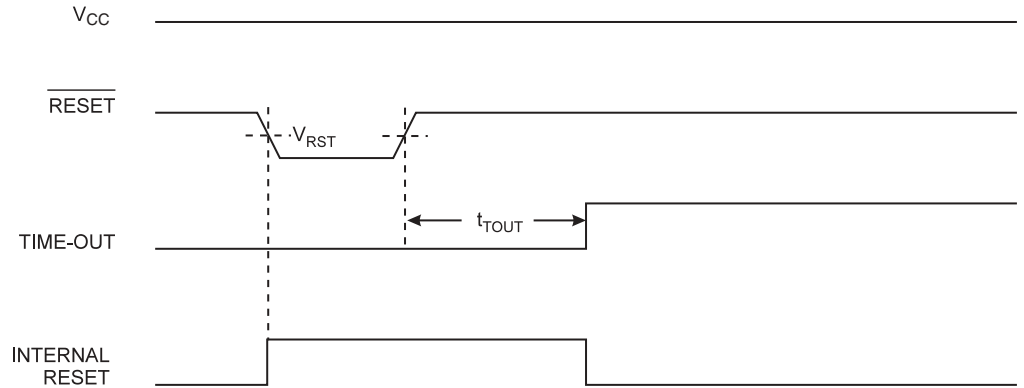 VCC
RESET
VRST
tTOUT
TIME-OUT
INTERNAL
RESET